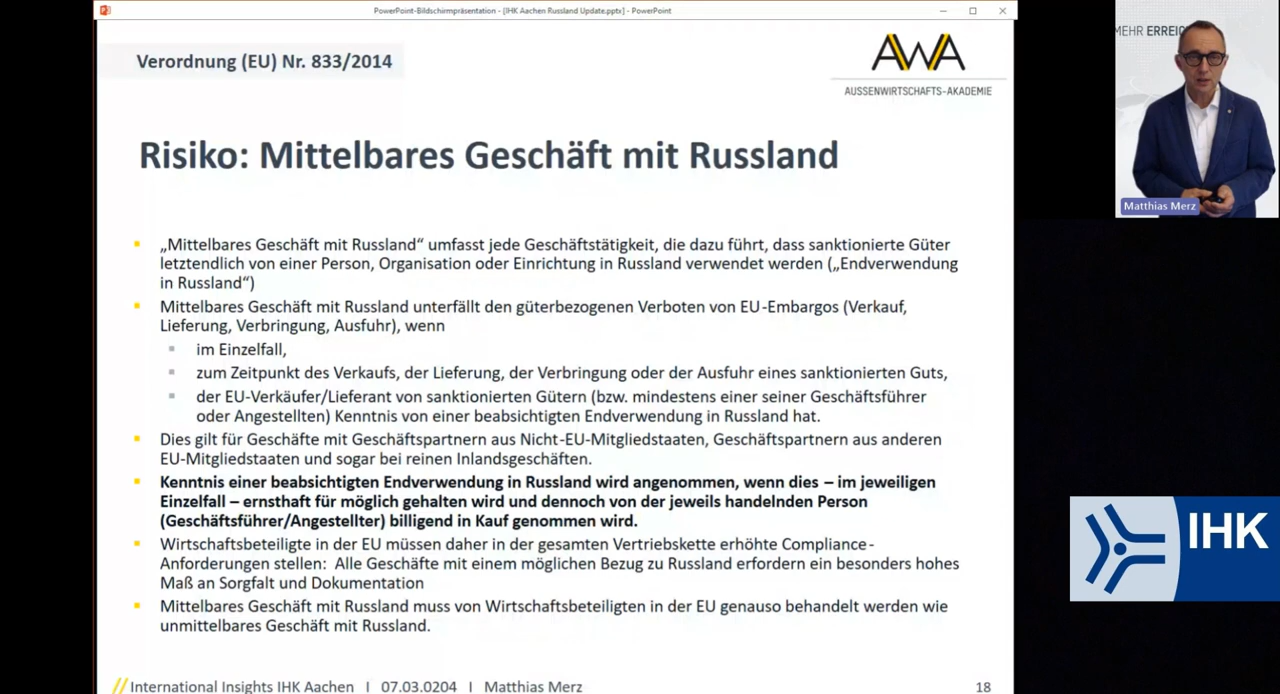 PowerPoint-Bildschirmpräsentation - [IHK Aachen Russland Update.pptx] - PowerPoint
Verordnung (EU) Nr. 833/2014
AWA
AUSSENWIRTSCHAFTS-AKADEMIE
MEHR ERREIC
Matthias Merz
Risiko: Mittelbares Geschäft mit Russland
„Mittelbares Geschäft mit Russland“ umfasst jede Geschäftstätigkeit, die dazu führt, dass sanktionierte Güter
letztendlich von einer Person, Organisation oder Einrichtung in Russland verwendet werden („Endverwendung
in Russland“)
Mittelbares Geschäft mit Russland unterfällt den güterbezogenen Verboten von EU-Embargos (Verkauf,
Lieferung, Verbringung, Ausfuhr), wenn
im Einzelfall,
zum Zeitpunkt des Verkaufs, der Lieferung, der Verbringung oder der Ausfuhr eines sanktionierten Guts,
der EU-Verkäufer/Lieferant von sanktionierten Gütern (bzw. mindestens einer seiner Geschäftsführer
oder Angestellten) Kenntnis von einer beabsichtigten Endverwendung in Russland hat.
Dies gilt für Geschäfte mit Geschäftspartnern aus Nicht-EU-Mitgliedstaaten, Geschäftspartnern aus anderen
EU-Mitgliedstaaten und sogar bei reinen Inlandsgeschäften.
Kenntnis einer beabsichtigten Endverwendung in Russland wird angenommen, wenn dies – im jeweiligen
Einzelfall – ernsthaft für möglich gehalten wird und dennoch von der jeweils handelnden Person
(Geschäftsführer/Angestellter) billigend in Kauf genommen wird.
Wirtschaftsbeteiligte in der EU müssen daher in der gesamten Vertriebskette erhöhte Compliance-
Anforderungen stellen: Alle Geschäfte mit einem möglichen Bezug zu Russland erfordern ein besonders hohes
Maß an Sorgfalt und Dokumentation
Mittelbares Geschäft mit Russland muss von Wirtschaftsbeteiligten in der EU genauso behandelt werden wie
unmittelbares Geschäft mit Russland.
IHK
// International Insights IHK Aachen I 07.03.0204 I Matthias Merz 18